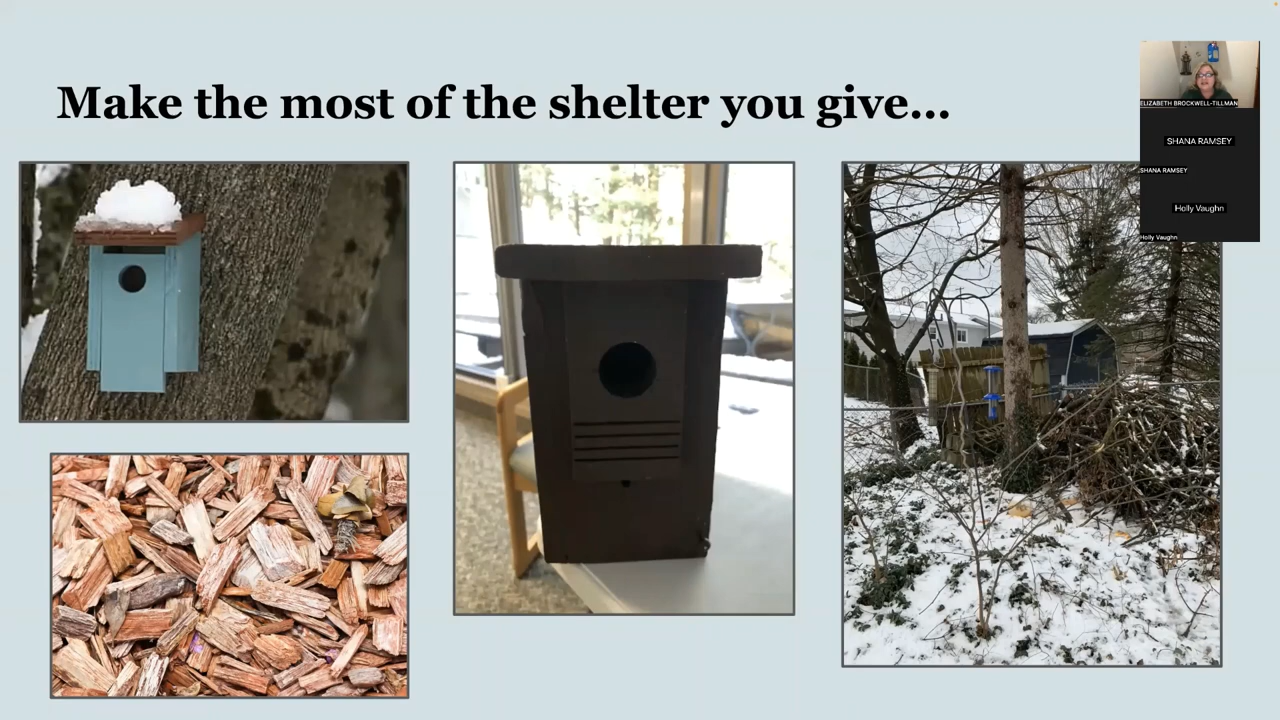 Make the most of the shelter you give...
ELIZABETH BROCKWELL-TILLMAN
SHANA RAMSEY
SHANA RAMSEY
Holly Vaughn
Holly Vaughn